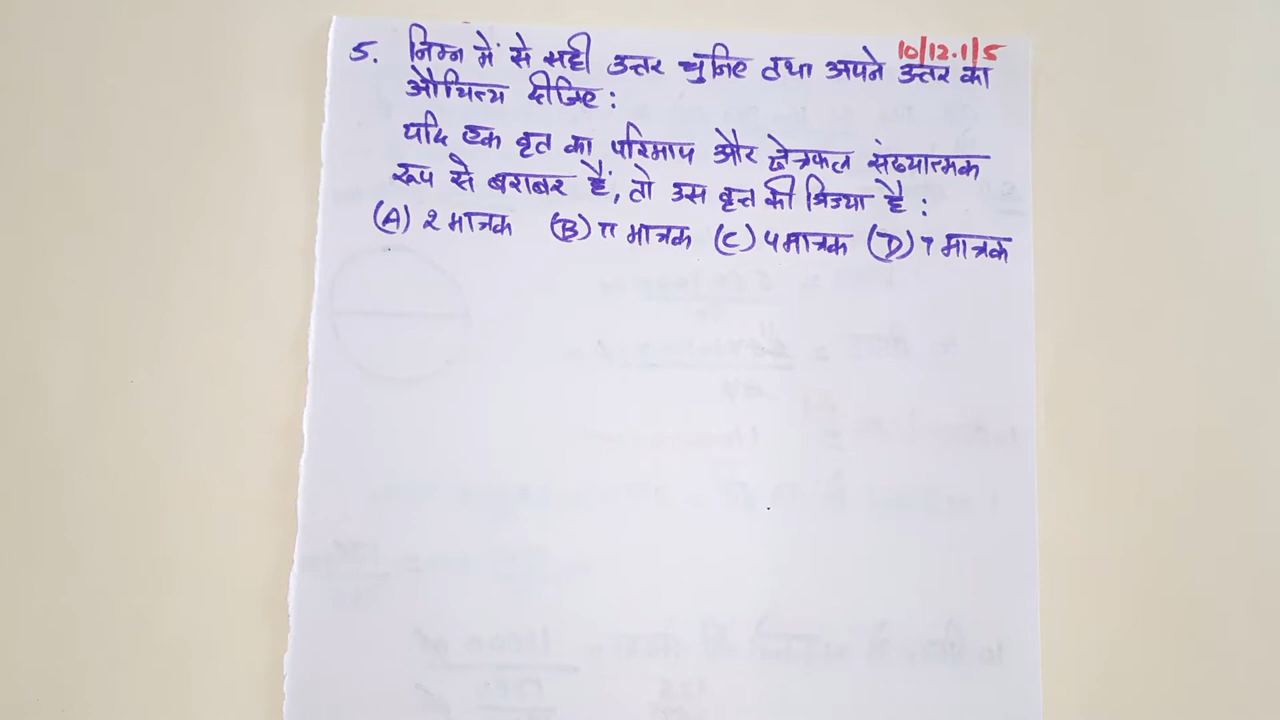 10/12.1/5
5. निम्न में से सही उत्तर चुनिए तथा अपने उत्तर का
औचित्य दीजिए:
यदि एक वृत का परिमाप और क्षेत्रफल संख्यात्मक
रूप से बराबर है, तो उस वृत्त की त्रिज्या है:
(A) 2 मात्रक (B) π मात्रक (C) 4 मात्रक (D) 7 मात्रक